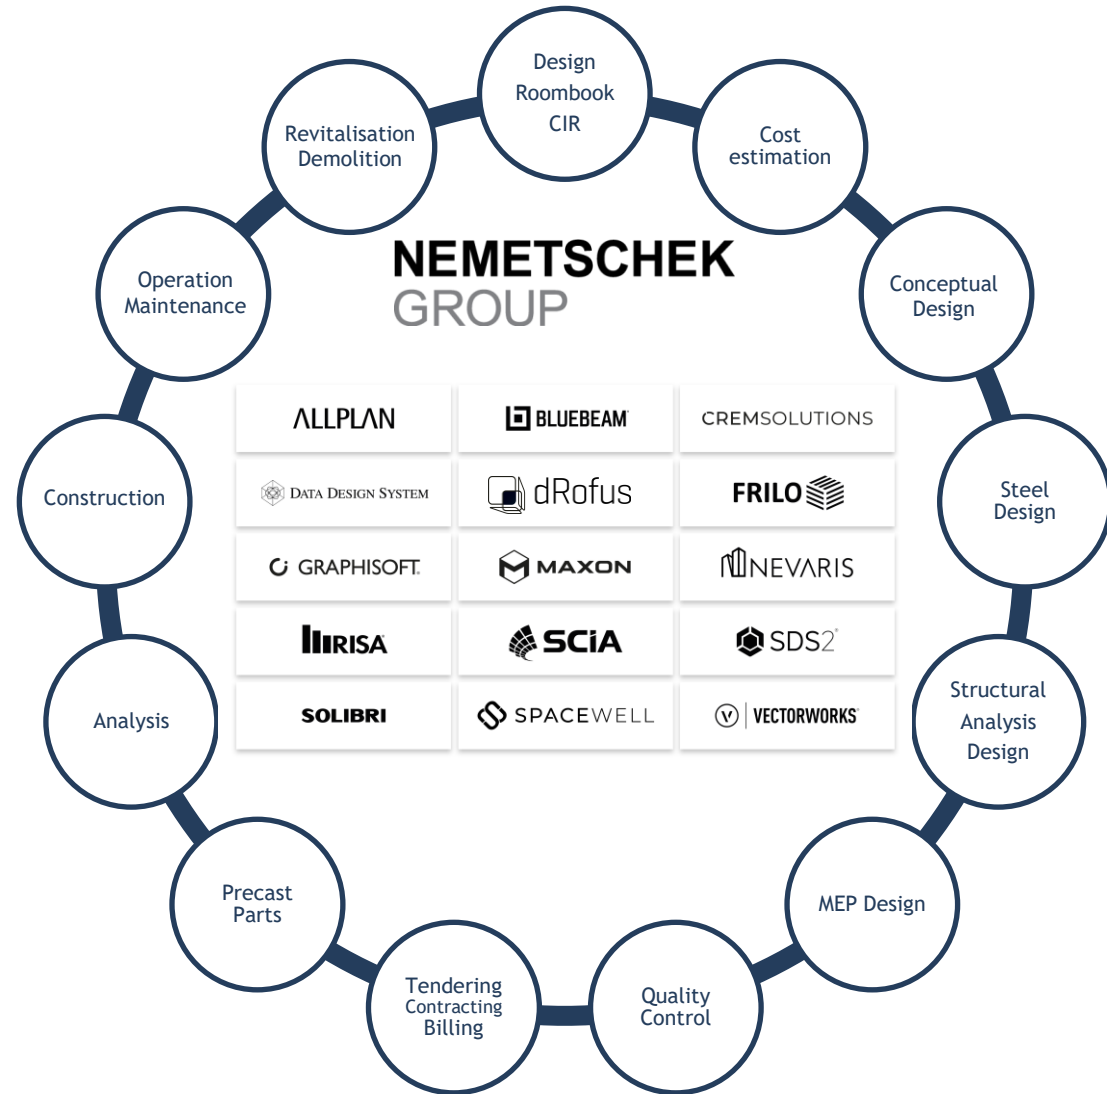 Design
Roombook
CIR
Revitalisation
Demolition
Cost
estimation
Operation
Maintenance
NEMETSCHEK
GROUP
Conceptual
Design
ALLPLAN
BLUEBEAM
CREMSOLUTIONS
Construction
DATA DESIGN SYSTEM
dRofus
FRILO
Steel
Design
GRAPHISOFT.
MAXON
NEVARIS
RISA
SCiA
SDS2®
Analysis
SOLIBRI
SPACEWELL
V VECTORWORKS®
Structural
Analysis
Design
Precast
Parts
MEP Design
Tendering
Contracting
Billing
Quality
Control